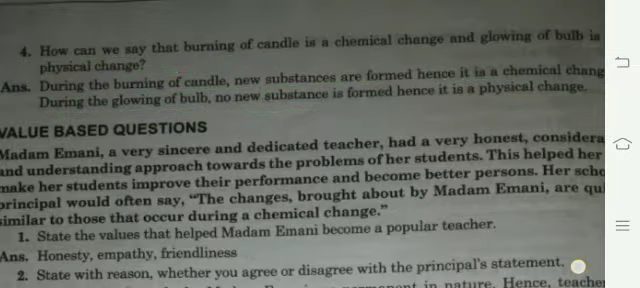 4. How can we say that burning of candle is a chemical change and glowing of bulb is
physical change?
Ans. During the burning of candle, new substances are formed hence it is a chemical chang
During the glowing of bulb, no new substance is formed hence it is a physical change.
VALUE BASED QUESTIONS
Madam Emani, a very sincere and dedicated teacher, had a very honest, considera
and understanding approach towards the problems of her students. This helped her
make her students improve their performance and become better persons. Her scho
principal would often say, “The changes, brought about by Madam Emani, are qui
similar to those that occur during a chemical change.”
1. State the values that helped Madam Emani become a popular teacher.
Ans. Honesty, empathy, friendliness
2. State with reason, whether you agree or disagree with the principal's statement.
in nature. Hence, teacher